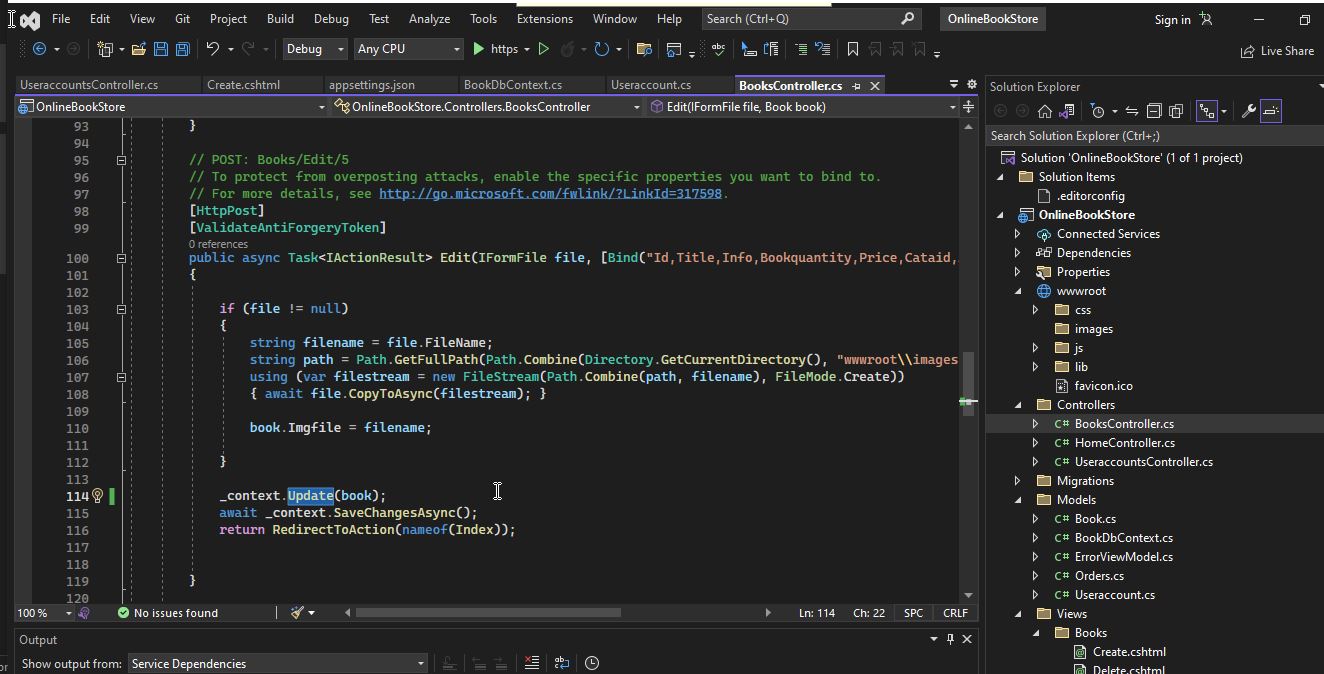 File Edit View Git Project Build Debug Test Analyze Tools Extensions Window Help Search (Ctrl+Q) OnlineBookStore Sign in
Debug Any CPU https Live Share
UseraccountsController.cs Create.cshtml appsettings.json BookDbContext.cs Useraccount.cs BooksController.cs
OnlineBookStore OnlineBookStore.Controllers.BooksController Edit(IFormFile file, Book book)
93 }
94
95 // POST: Books/Edit/5
96 // To protect from overposting attacks, enable the specific properties you want to bind to.
97 // For more details, see http://go.microsoft.com/fwlink/?LinkId=317598.
98 [HttpPost]
99 [ValidateAntiForgeryToken]
0 references
100 public async Task<IActionResult> Edit(IFormFile file, [Bind("Id,Title,Info,Bookquantity,Price,Cataid,
101 {
102
103 if (file != null)
104 {
105 string filename = file.FileName;
106 string path = Path.GetFullPath(Path.Combine(Directory.GetCurrentDirectory(), "wwwroot\\images
107 using (var filestream = new FileStream(Path.Combine(path, filename), FileMode.Create))
108 { await file.CopyToAsync(filestream); }
109
110 book.Imgfile = filename;
111
112 }
113
114 _context.Update(book);
115 await _context.SaveChangesAsync();
116 return RedirectToAction(nameof(Index));
117
118
119 }
120
100 % No issues found Ln: 114 Ch: 22 SPC CRLF
Output
Show output from: Service Dependencies
Solution Explorer
Search Solution Explorer (Ctrl+;)
Solution 'OnlineBookStore' (1 of 1 project)
Solution Items
.editorconfig
OnlineBookStore
Connected Services
Dependencies
Properties
wwwroot
css
images
js
lib
favicon.ico
Controllers
C# BooksController.cs
C# HomeController.cs
C# UseraccountsController.cs
Migrations
Models
C# Book.cs
C# BookDbContext.cs
C# ErrorViewModel.cs
C# Orders.cs
C# Useraccount.cs
Views
Books
Create.cshtml
Delete.cshtml